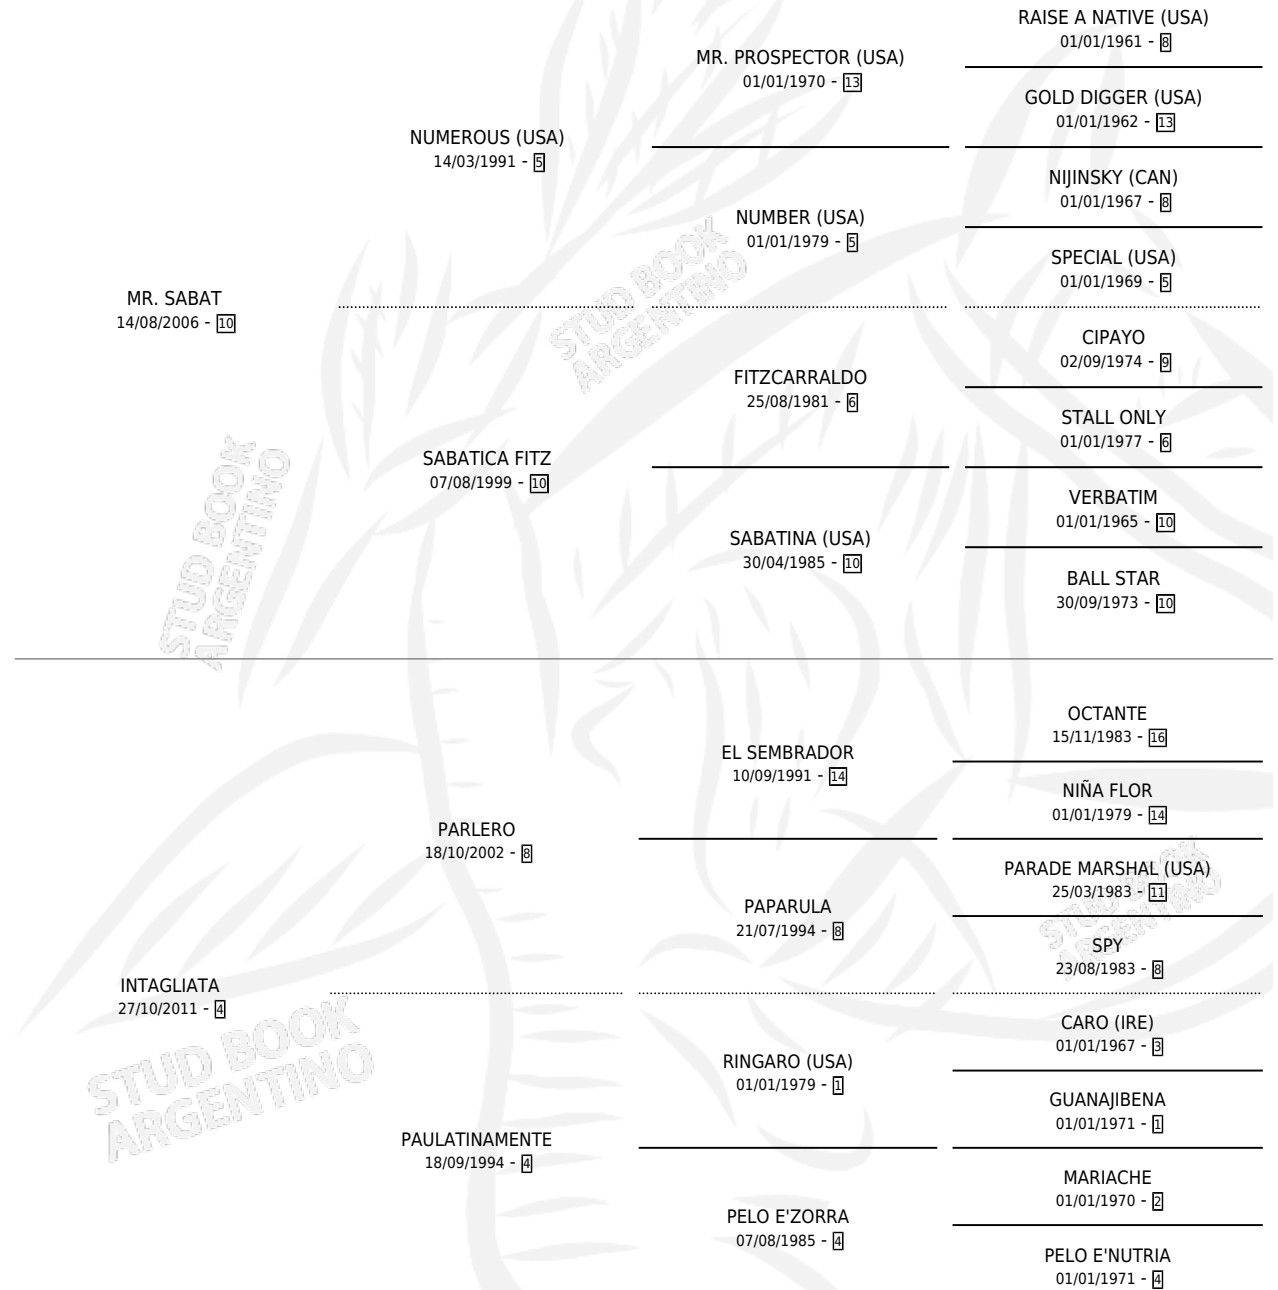 RAISE A NATIVE (USA)
01/01/1961 - 8
MR. PROSPECTOR (USA)
01/01/1970 - 13
GOLD DIGGER (USA)
01/01/1962 - 13
NUMEROUS (USA)
14/03/1991 - 5
NIJINSKY (CAN)
01/01/1967 - 8
NUMBER (USA)
01/01/1979 - 5
SPECIAL (USA)
01/01/1969 - 5
MR. SABAT
14/08/2006 - 10
STUD BOOK
ARGENTINO
CIPAYO
02/09/1974 - 9
FITZCARRALDO
25/08/1981 - 6
STALL ONLY
01/01/1977 - 6
SABATICA FITZ
07/08/1999 - 10
VERBATIM
01/01/1965 - 10
SABATINA (USA)
30/04/1985 - 10
BALL STAR
30/09/1973 - 10
STUD BOOK
ARGENTINO
OCTANTE
15/11/1983 - 16
EL SEMBRADOR
10/09/1991 - 14
NIÑA FLOR
01/01/1979 - 14
PARLERO
18/10/2002 - 8
PARADE MARSHAL (USA)
25/03/1983 - 11
PAPARULA
21/07/1994 - 8
STUD BOOK
ARGENTINO
SPY
23/08/1983 - 8
INTAGLIATA
27/10/2011 - 4
STUD BOOK
ARGENTINO
CARO (IRE)
01/01/1967 - 3
RINGARO (USA)
01/01/1979 - 1
GUANAJIBENA
01/01/1971 - 1
PAULATINAMENTE
18/09/1994 - 4
MARIACHE
01/01/1970 - 2
PELO E'ZORRA
07/08/1985 - 4
PELO E'NUTRIA
01/01/1971 - 4